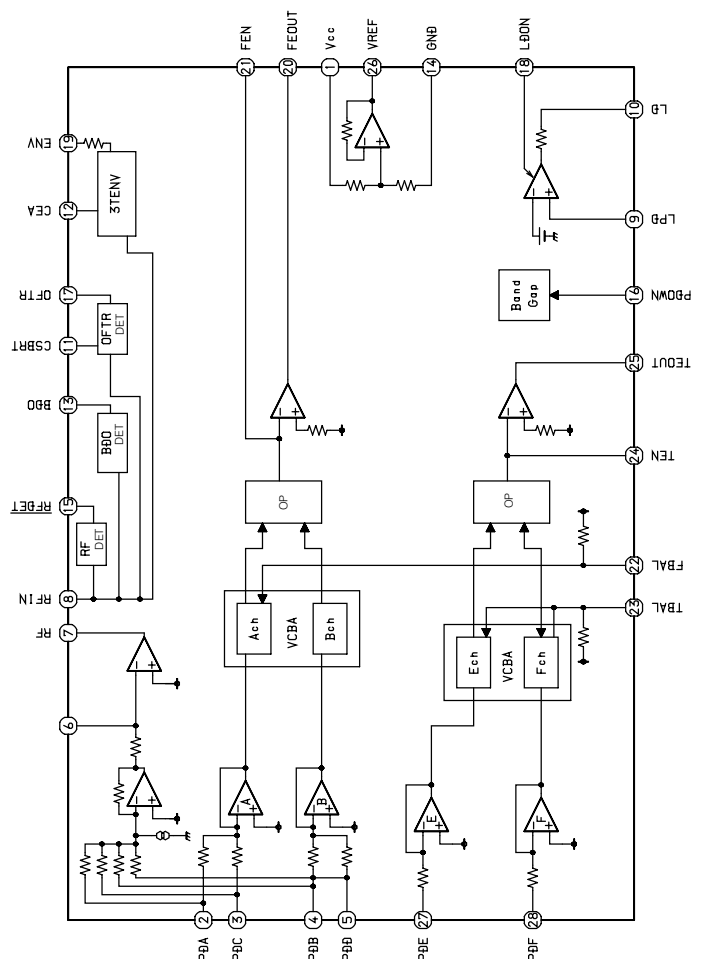 FEN
FEOUT
Vcc
VREF
GND
LDON
21
20
1
26
14
18
ENV
19
3TENV
CEA
12
OFTR
17
OFTR
DET
CSBRT
11
BDO
13
BDO
DET
RFDET
15
RF
DET
RFIN
8
RF
7
6
10
LD
9
LPD
Band
Gap
16
PDOWN
25
TEOUT
24
TEN
22
FBAL
23
TBAL
− +
− +
− +
− +
OP
OP
Ach
VCBA
Bch
Ech
VCBA
Fch
− +
− +
− A +
− B +
− E +
− F +
2
3
4
5
27
28
PDA
PDC
PDB
PDD
PDE
PDF